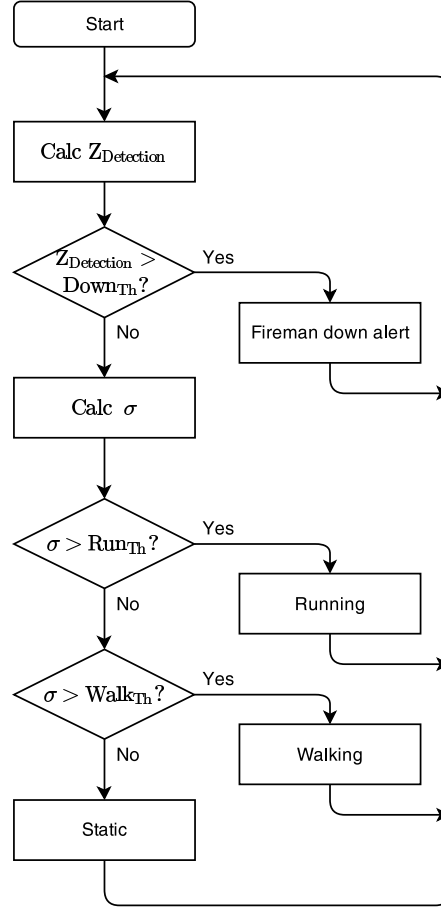 Start
Calc Z_Detection
Z_Detection >
Down_Th?
Yes
No
Fireman down alert
Calc σ
σ > Run_Th?
Yes
No
Running
σ > Walk_Th?
Yes
No
Walking
Static